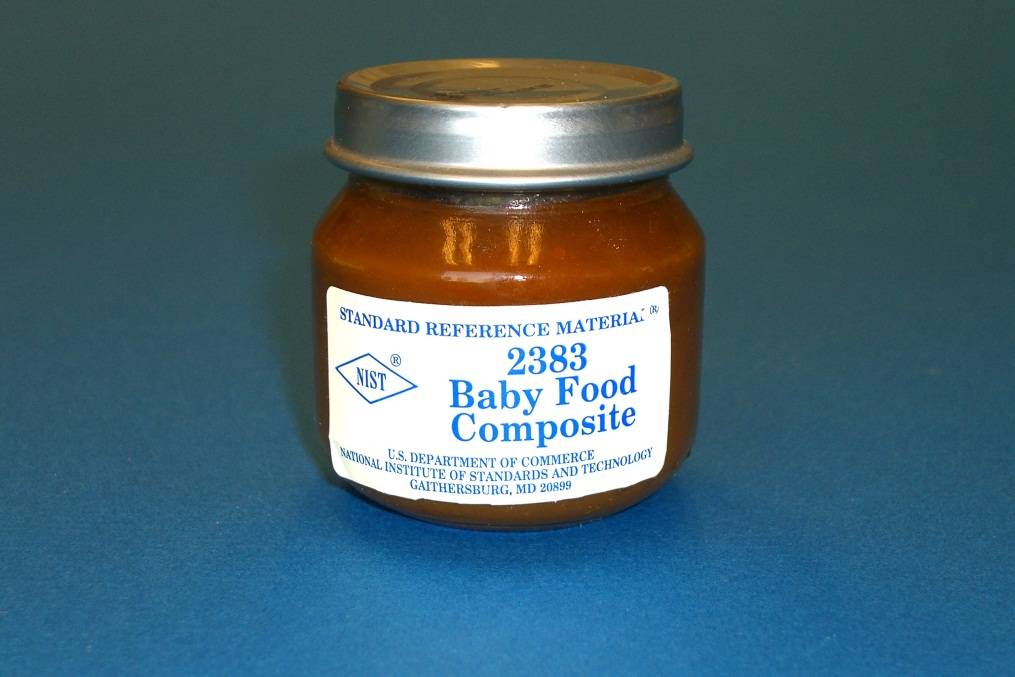 STANDARD REFERENCE MATERIAL ®
NIST ®
2383
Baby Food
Composite
U.S. DEPARTMENT OF COMMERCE
NATIONAL INSTITUTE OF STANDARDS AND TECHNOLOGY
GAITHERSBURG, MD 20899